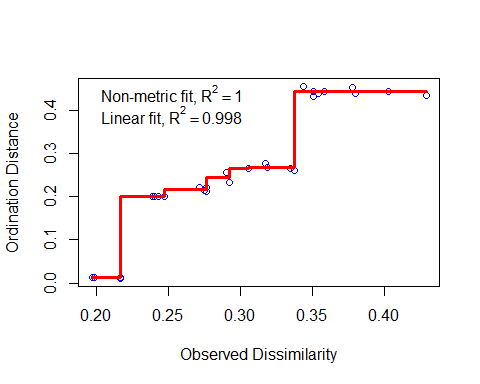 Non-metric fit, R² = 1
Linear fit, R² = 0.998
Ordination Distance
0.4
0.3
0.2
0.1
0.0
0.20 0.25 0.30 0.35 0.40
Observed Dissimilarity